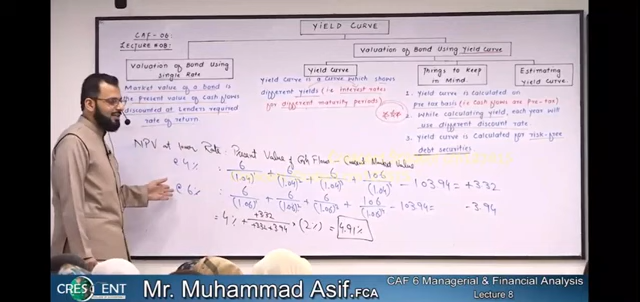 YIELD CURVE
CAF-06
LECTURE #08:
Valuation of Bond Using Yield Curve
VALUATION OF BOND USING
SINGLE RATE
Yield Curve
Things to Keep
in Mind
Estimating
Yield Curve
Market value of a bond is
the present value of cash flows
discounted at Lenders required
rate of return
Yield curve is a curve which shows
different yields (i.e interest rates
for different maturity periods)
1. Yield curve is calculated on
pre-tax basis (i.e Cash flows are Pre-tax)
2. While calculating yield, each year will
use different discount rate
3. Yield curve is calculated for risk-free
debt securities
NPV at Lower Rate : Present Values of Cash Flows - Current Market Value
@ 4% : 6/(1.04)¹ + 6/(1.04)² + 6/(1.04)³ + 106/(1.04)⁴ - 103.94 = +3.32
@ 6% : 6/(1.06)¹ + 6/(1.06)² + 6/(1.06)³ + 106/(1.06)⁴ - 103.94 = -3.94
= 4% + +3.32/+3.32+3.94 × (2%) = 4.91%
CRESCENT
Mr. Muhammad Asif,FCA
CAF 6 Managerial & Financial Analysis
Lecture 8